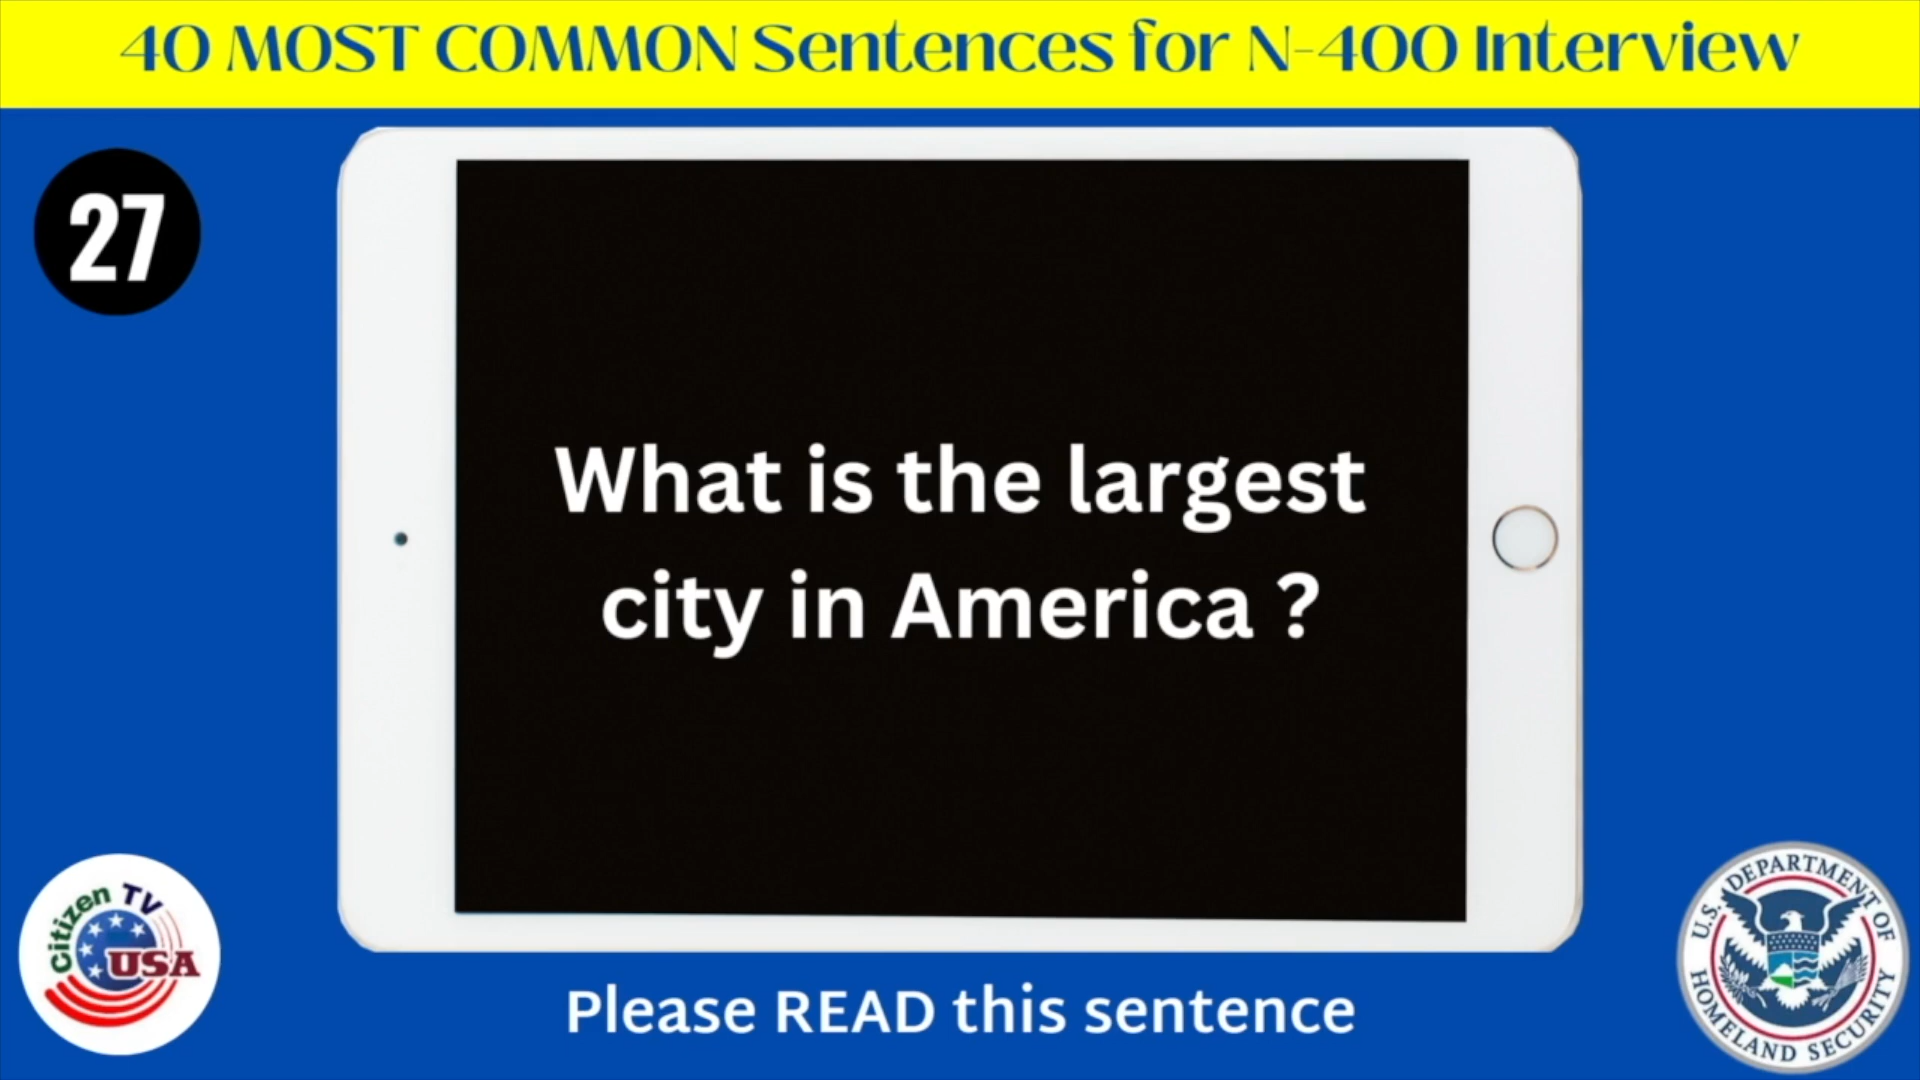 40 MOST COMMON Sentences for N-400 Interview
27
What is the largest
city in America ?
Citizen TV
USA
U.S. DEPARTMENT OF
HOMELAND SECURITY
Please READ this sentence